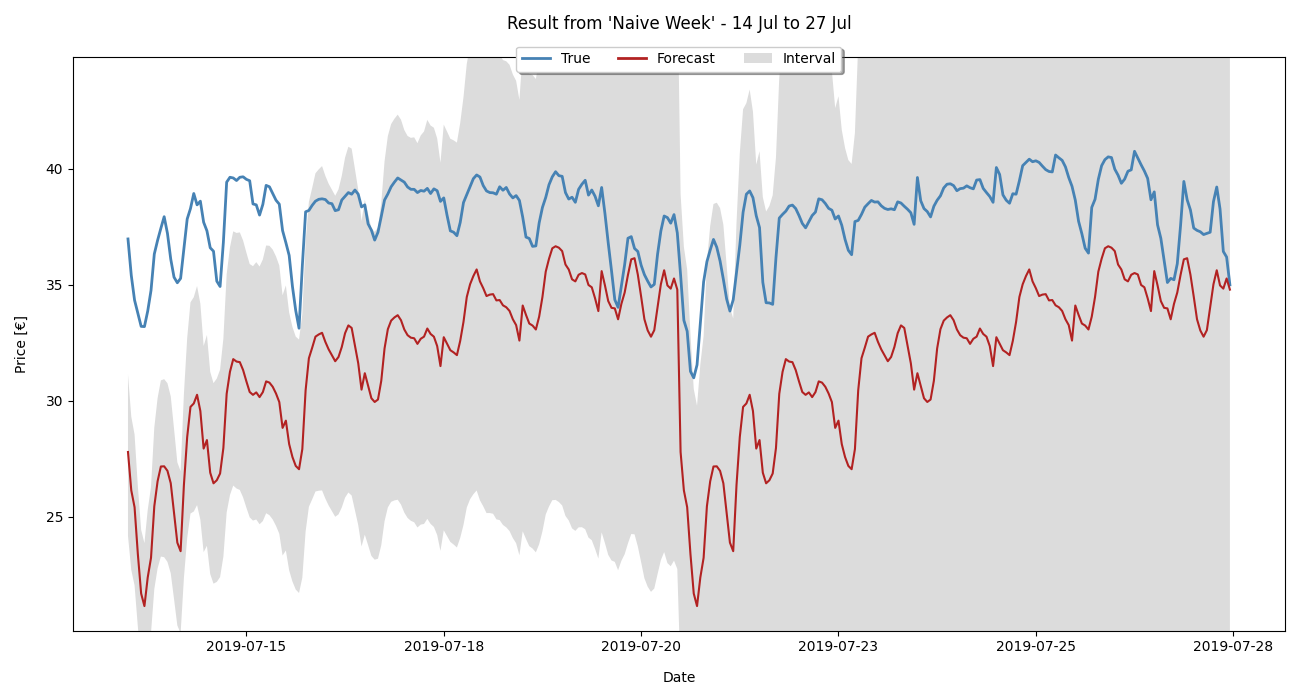 Result from 'Naive Week' - 14 Jul to 27 Jul
True Forecast Interval
Price [€]
40
35
30
25
2019-07-15 2019-07-18 2019-07-20 2019-07-23 2019-07-25 2019-07-28
Date